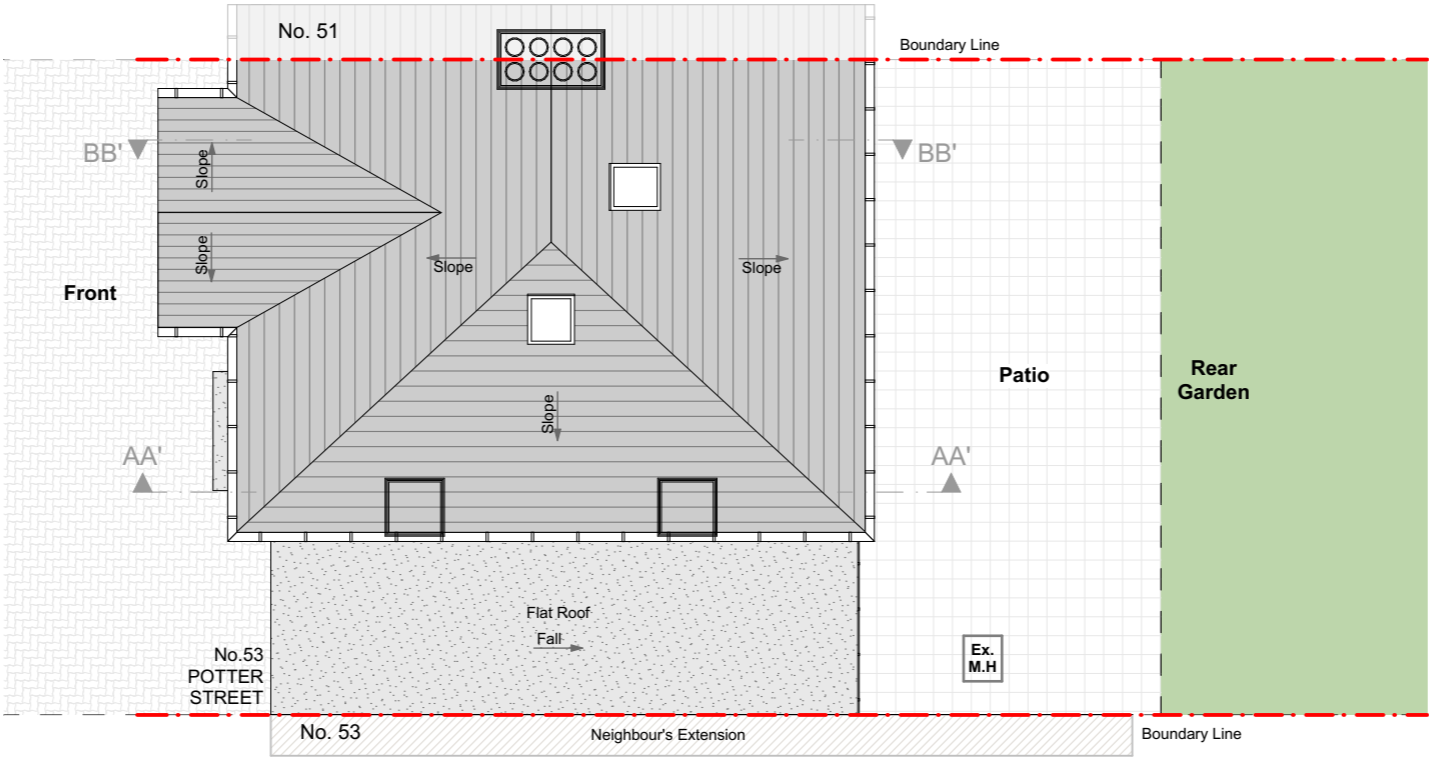 No. 51
Boundary Line
BB'
BB'
Slope
Slope
Slope
Slope
Front
Patio
Rear
Garden
Slope
AA'
AA'
Flat Roof
Fall
Ex.
M.H
No.53
POTTER
STREET
No. 53
Neighbour's Extension
Boundary Line